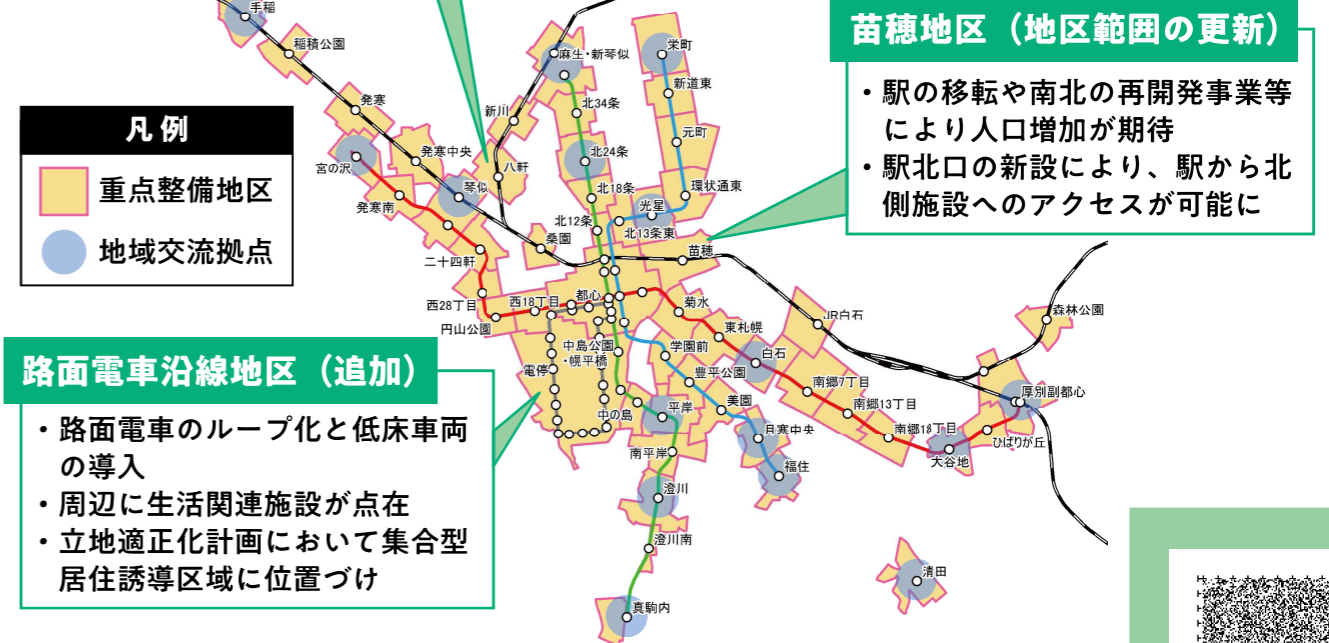 苗穂地区（地区範囲の更新）
・駅の移転や南北の再開発事業等
により人口増加が期待
・駅北口の新設により、駅から北
側施設へのアクセスが可能に
凡例
重点整備地区
地域交流拠点
路面電車沿線地区（追加）
・路面電車のループ化と低床車両
の導入
・周辺に生活関連施設が点在
・立地適正化計画において集合型
居住誘導区域に位置づけ
手稲
稲積公園
発寒
発寒中央
宮の沢
発寒南
琴似
二十四軒
西28丁目
円山公園
西18丁目
都心
桑園
八軒
新川
麻生・新琴似
北34条
北24条
北18条
北12条
栄町
新道東
元町
環状通東
光星
北13条東
苗穂
菊水
東札幌
白石
JR白石
南郷7丁目
南郷13丁目
南郷18丁目
大谷地
ひばりが丘
厚別副都心
森林公園
学園前
豊平公園
美園
月寒中央
福住
中島公園
・幌平橋
電停
中の島
平岸
南平岸
澄川
澄川南
真駒内
清田